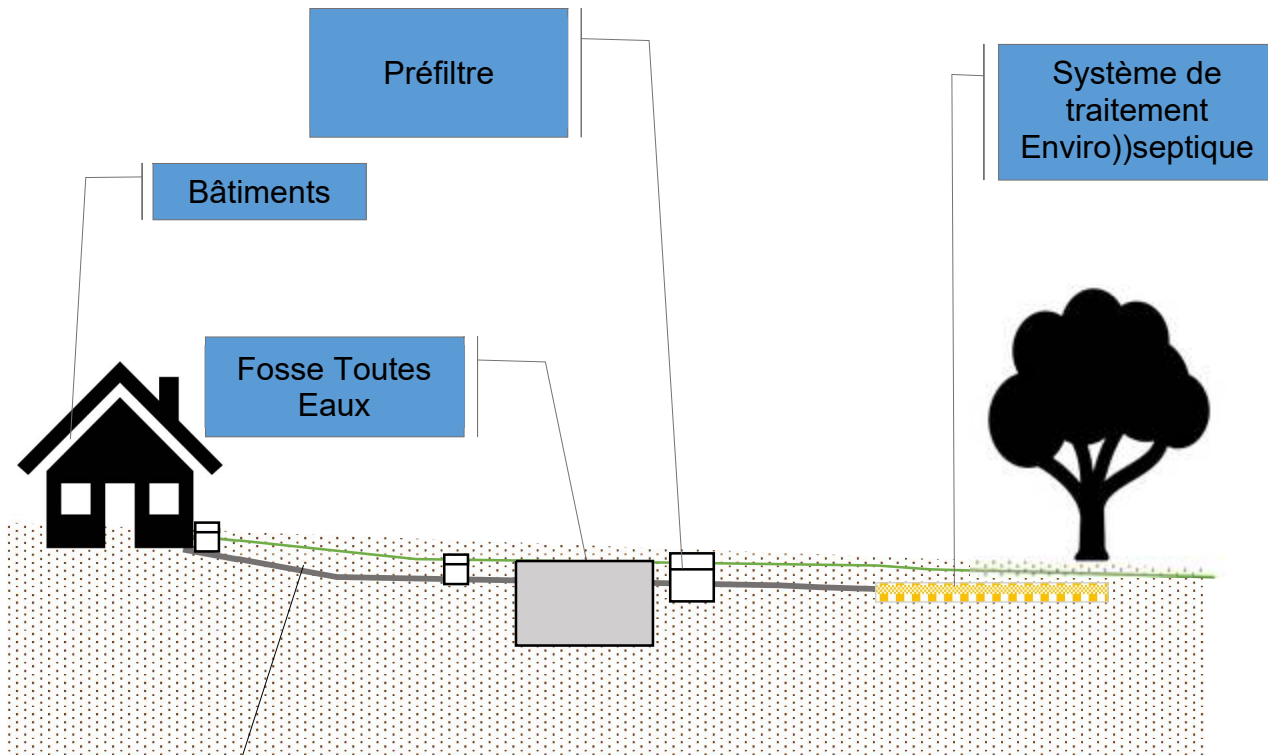 Préfiltre
Système de
traitement
Enviro))septique
Bâtiments
Fosse Toutes
Eaux